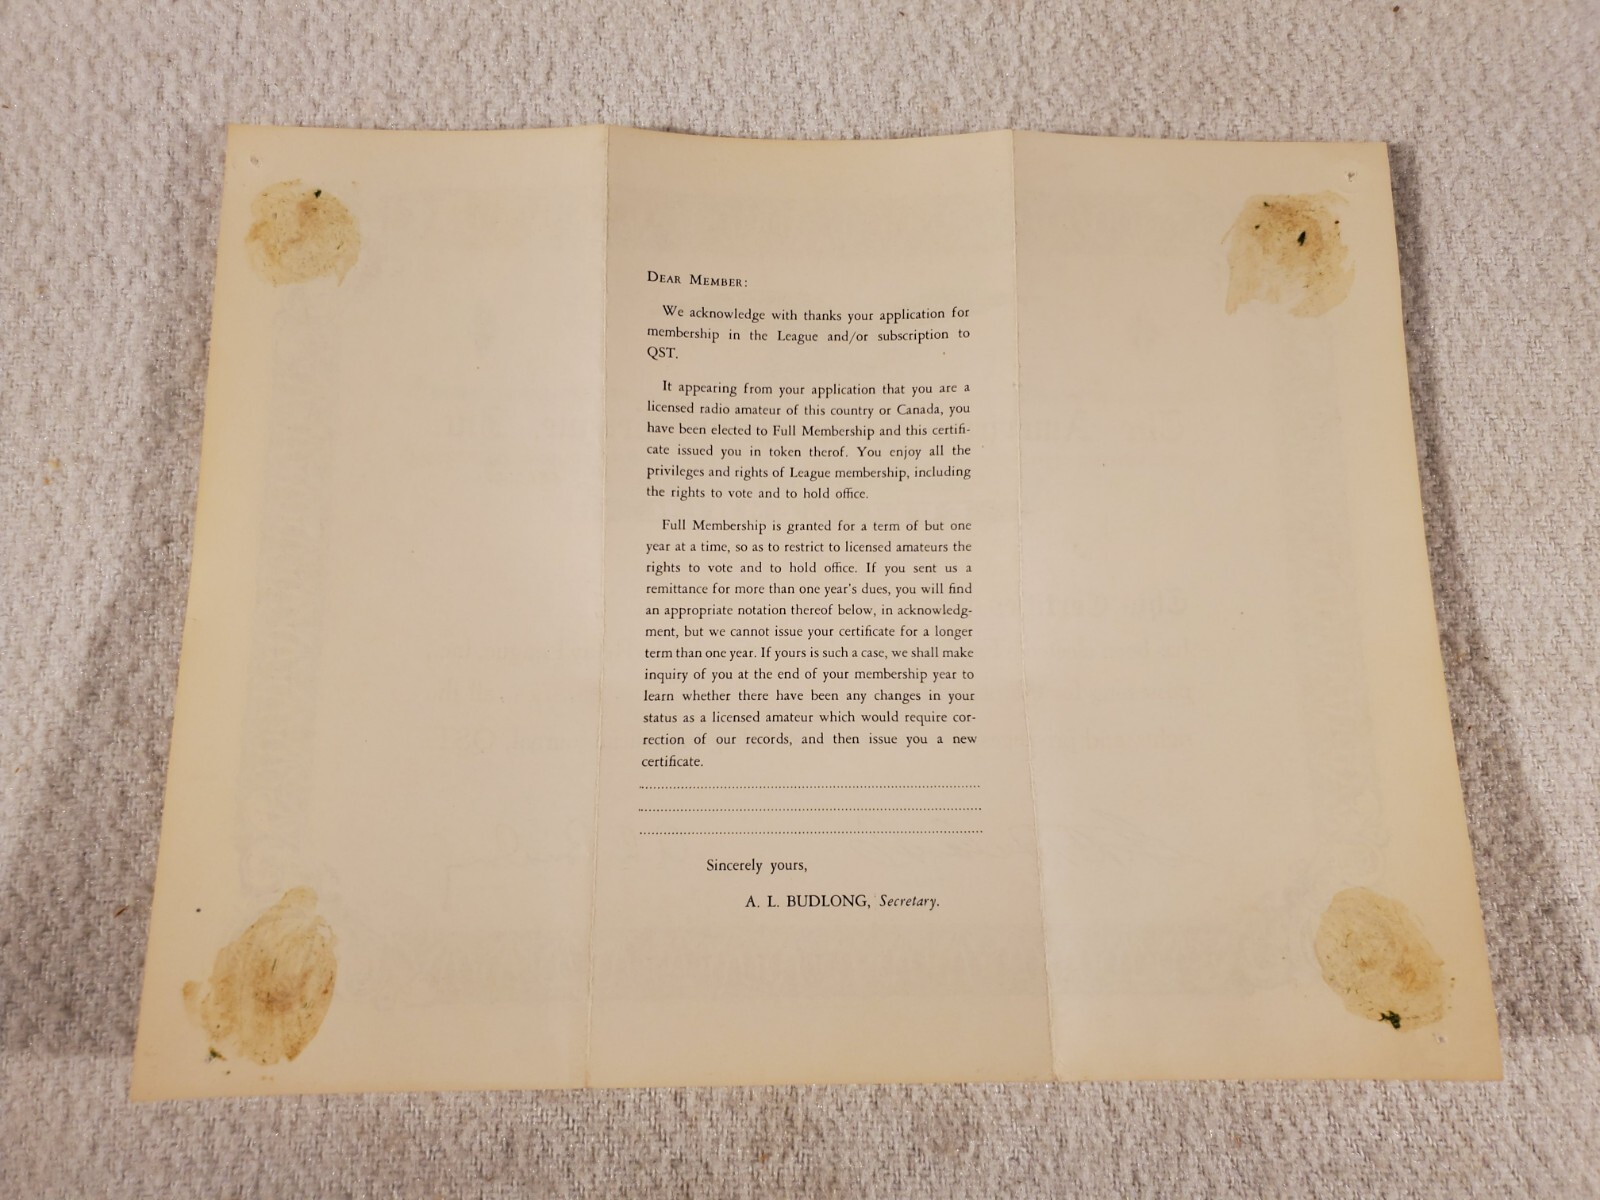 DEAR MEMBER:
We acknowledge with thanks your application for
membership in the League and/or subscription to
QST.
It appearing from your application that you are a
licensed radio amateur of this country or Canada, you
have been elected to Full Membership and this certifi-
cate issued you in token therof. You enjoy all the
privileges and rights of League membership, including
the rights to vote and to hold office.
Full Membership is granted for a term of but one
year at a time, so as to restrict to licensed amateurs the
rights to vote and to hold office. If you sent us a
remittance for more than one year's dues, you will find
an appropriate notation thereof below, in acknowledg-
ment, but we cannot issue your certificate for a longer
term than one year. If yours is such a case, we shall make
inquiry of you at the end of your membership year to
learn whether there have been any changes in your
status as a licensed amateur which would require cor-
rection of our records, and then issue you a new
certificate.
Sincerely yours,
A. L. BUDLONG, Secretary.